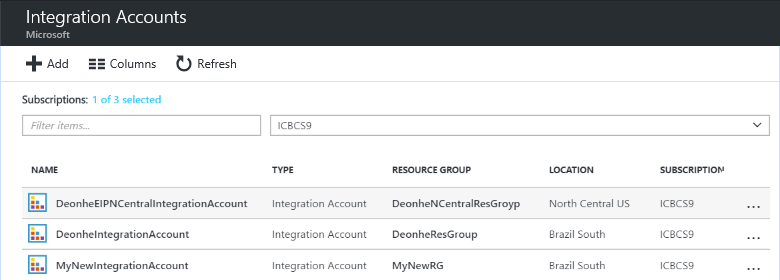 Integration Accounts
Microsoft
Add Columns Refresh
Subscriptions: 1 of 3 selected
Filter items... ICBCS9
NAME TYPE RESOURCE GROUP LOCATION SUBSCRIPTION
DeonheEIPNCentralIntegrationAccount Integration Account DeonheNCentralResGroyp North Central US ICBCS9 ...
DeonheIntegrationAccount Integration Account DeonheResGroup Brazil South ICBCS9 ...
MyNewIntegrationAccount Integration Account MyNewRG Brazil South ICBCS9 ...